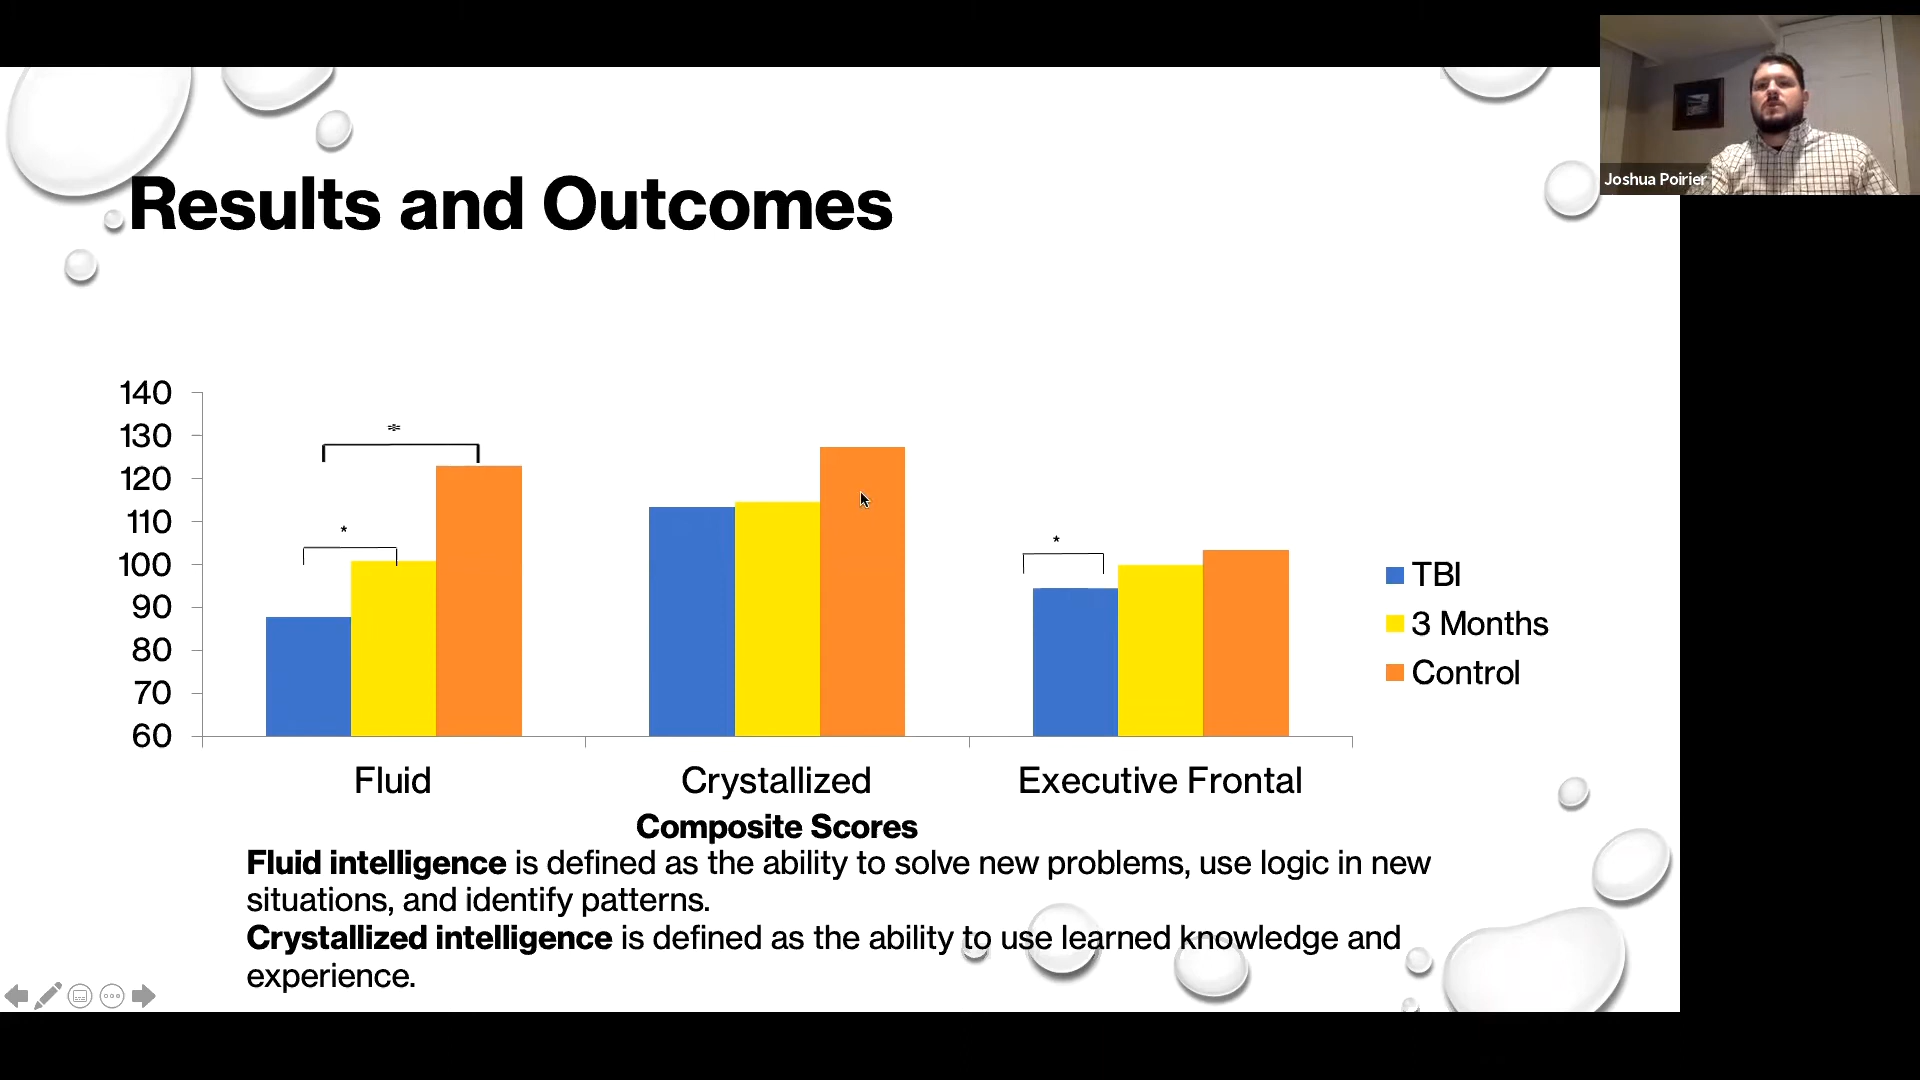 Joshua Poirier
Results and Outcomes
140
130
120
110
100
90
80
70
60
*
*
*
TBI
3 Months
Control
Fluid
Crystallized
Executive Frontal
Composite Scores
Fluid intelligence is defined as the ability to solve new problems, use logic in new
situations, and identify patterns.
Crystallized intelligence is defined as the ability to use learned knowledge and
experience.